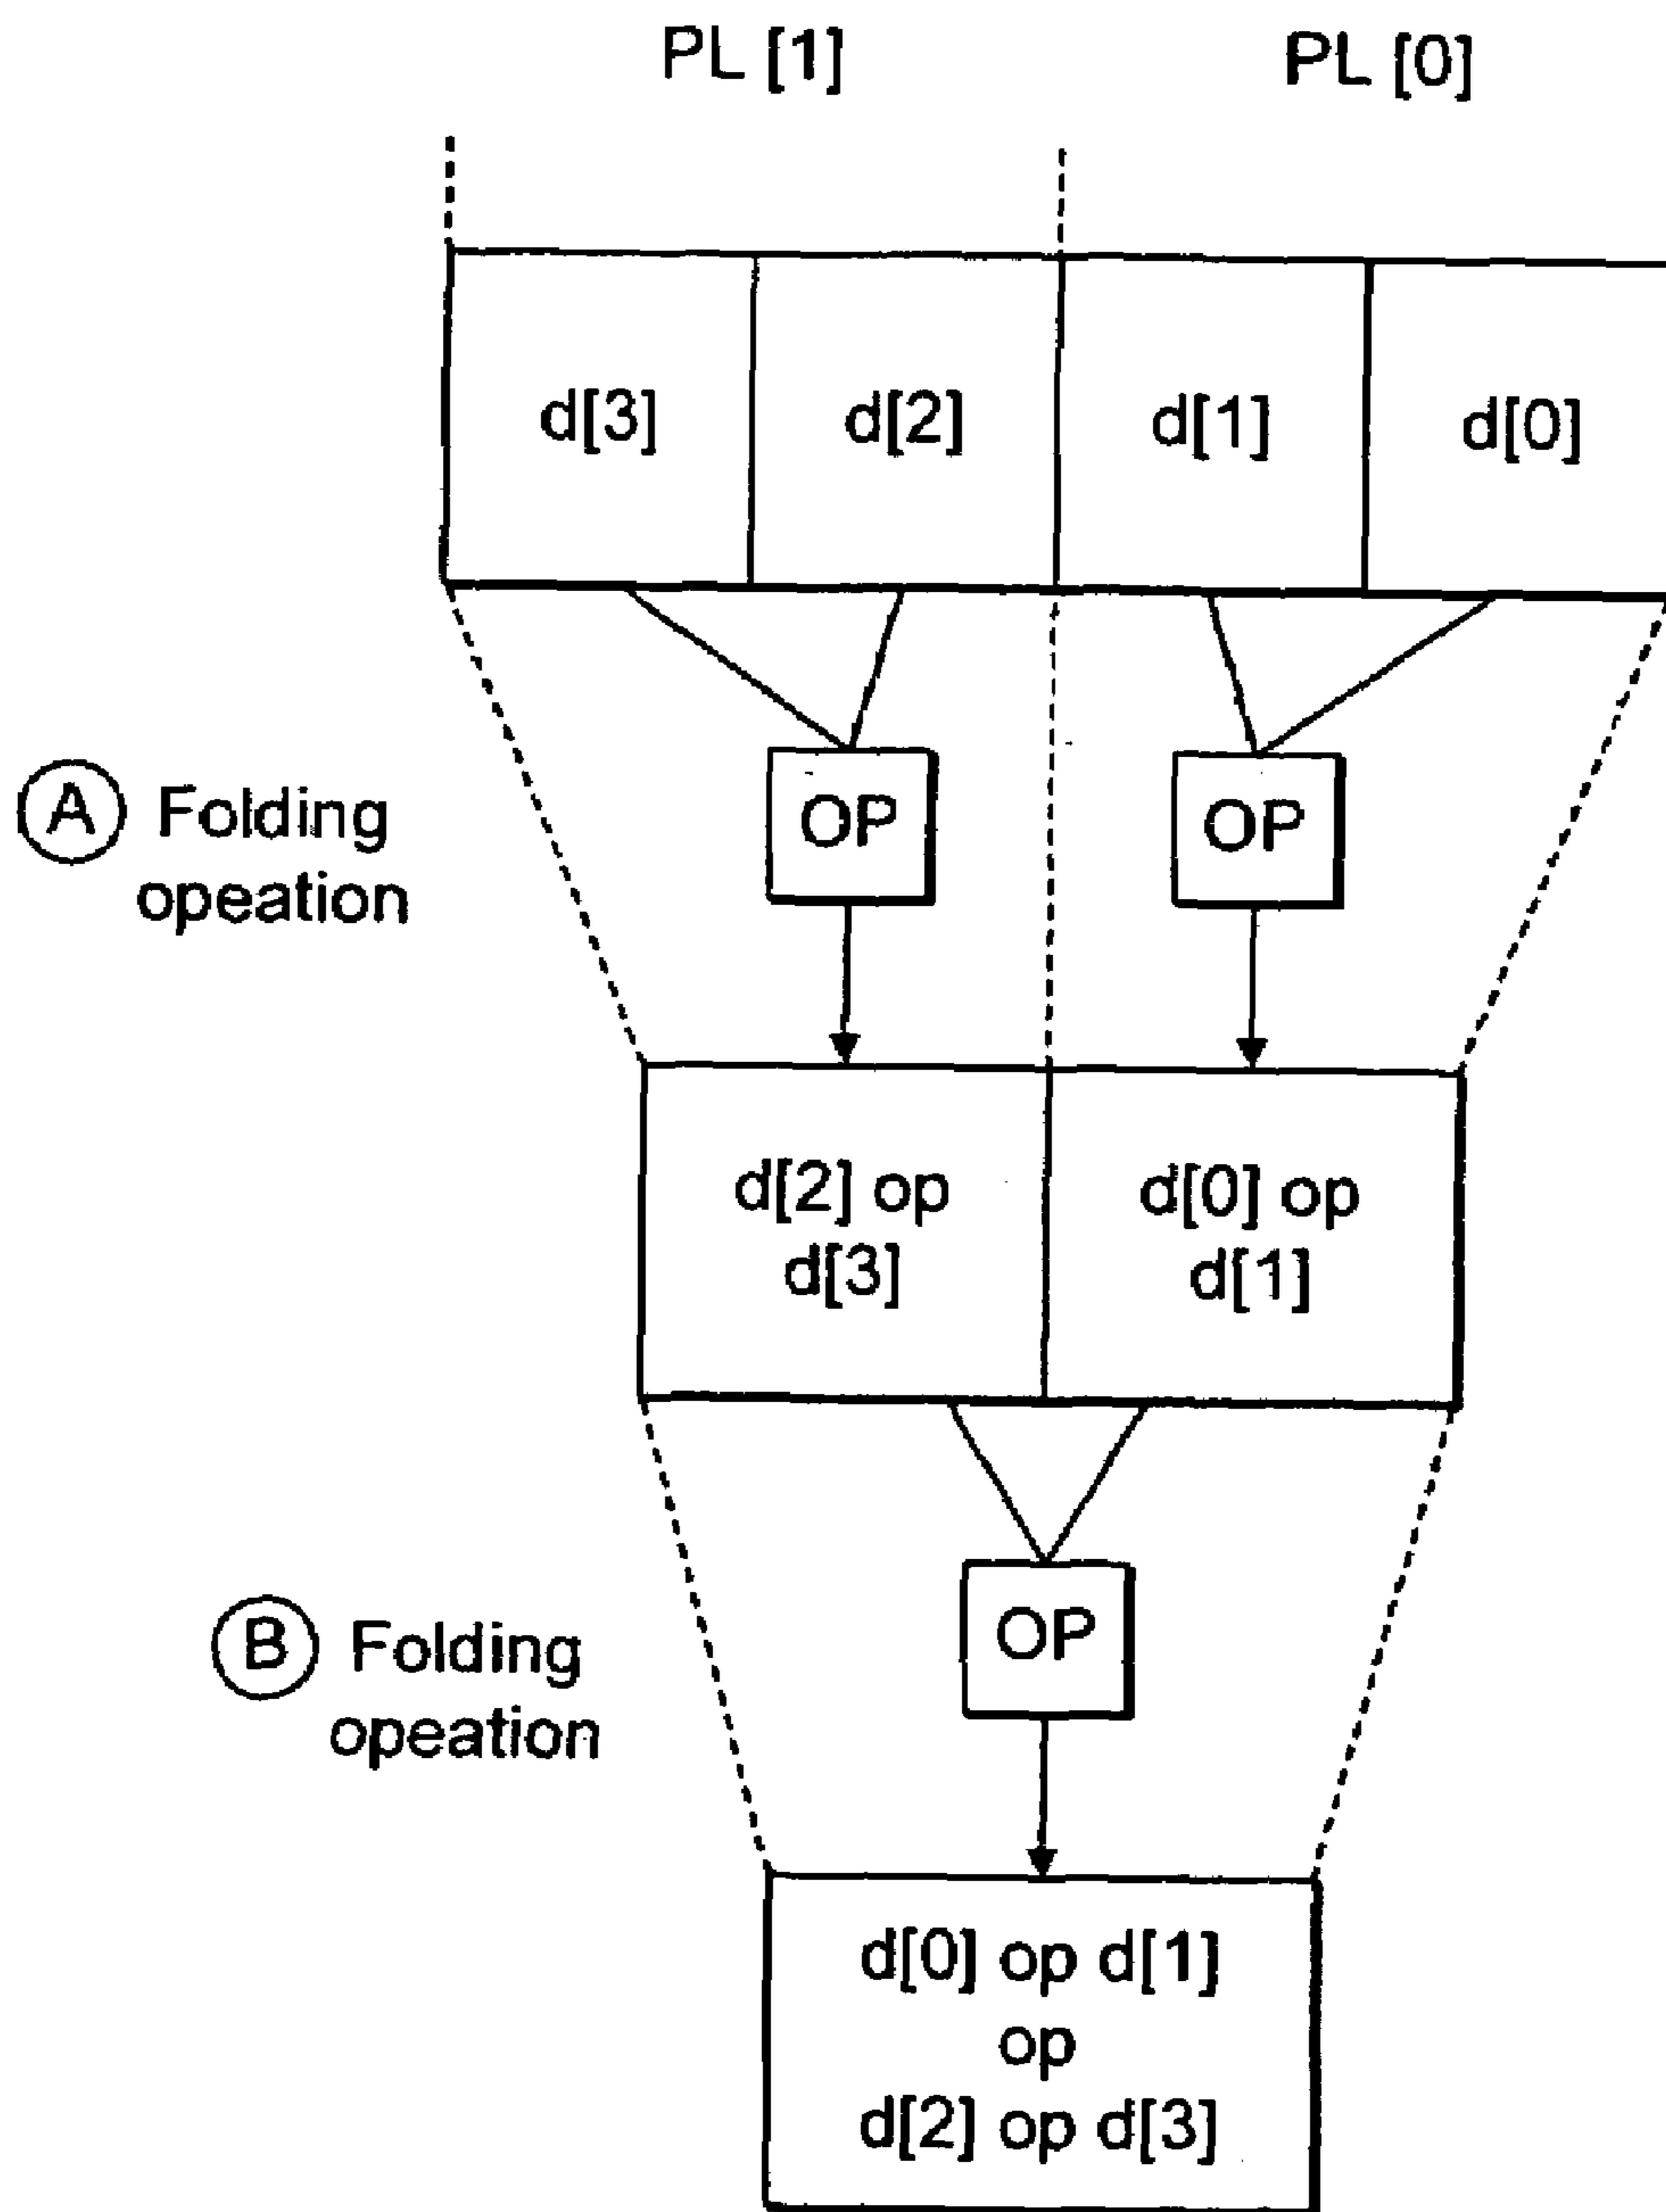 PL [1] PL [0]
d[3] d[2] d[1] d[0]
A Folding
opeation
OP OP
d[2] op
d[3]
d[0] op
d[1]
B Folding
opeation
OP
d[0] op d[1]
op
d[2] op d[3]